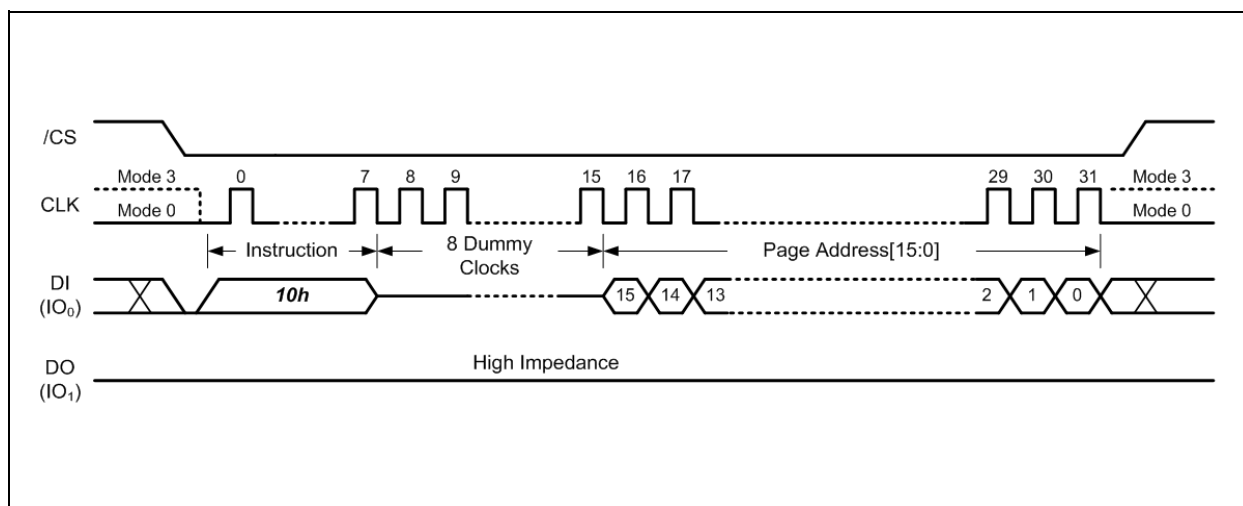 /CS
Mode 3 0 7 8 9 15 16 17 29 30 31 Mode 3
CLK
Mode 0 Mode 0
Instruction 8 Dummy Clocks Page Address[15:0]
DI (IO₀) 10h 15 14 13 2 1 0
High Impedance
DO (IO₁)